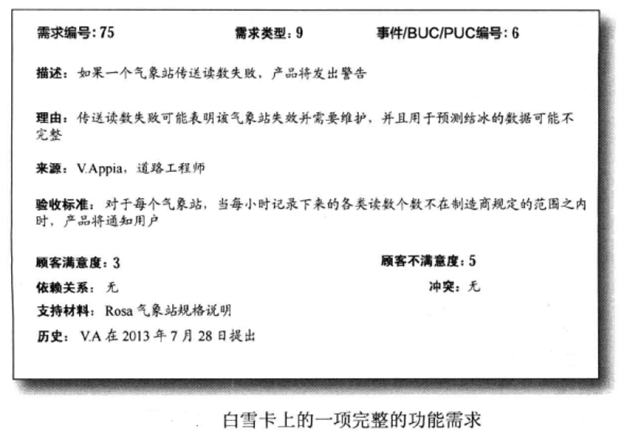 需求编号: 75 需求类型: 9 事件/BUC/PUC编号: 6
描述: 如果一个气象站传送读数失败, 产品将发出警告
理由: 传送读数失败可能表明该气象站失效并需要维护, 并且用于预测结冰的数据可能不
完整
来源: V.Appia, 道路工程师
验收标准: 对于每个气象站, 当每小时记录下来的各类读数个数不在制造商规定的范围之内
时, 产品将通知用户
顾客满意度: 3 顾客不满意度: 5
依赖关系: 无 冲突: 无
支持材料: Rosa 气象站规格说明
历史: V.A 在 2013 年 7 月 28 日提出
白雪卡上的一项完整的功能需求